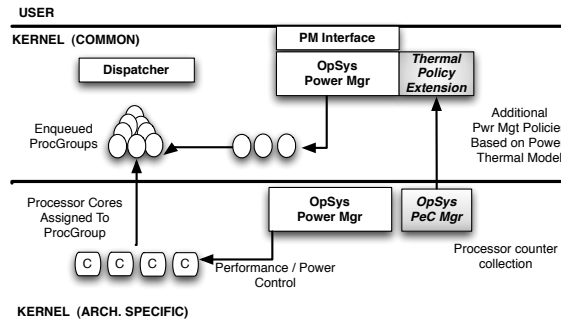 USER
KERNEL (COMMON)
PM Interface
Dispatcher
OpSys
Power Mgr
Thermal
Policy
Extension
Enqueued
ProcGroups
Additional
Pwr Mgt Policies
Based on Power
Thermal Model
Processor Cores
Assigned To
ProcGroup
OpSys
Power Mgr
OpSys
PeC Mgr
C C C C
Performance / Power
Control
Processor counter
collection
KERNEL (ARCH. SPECIFIC)